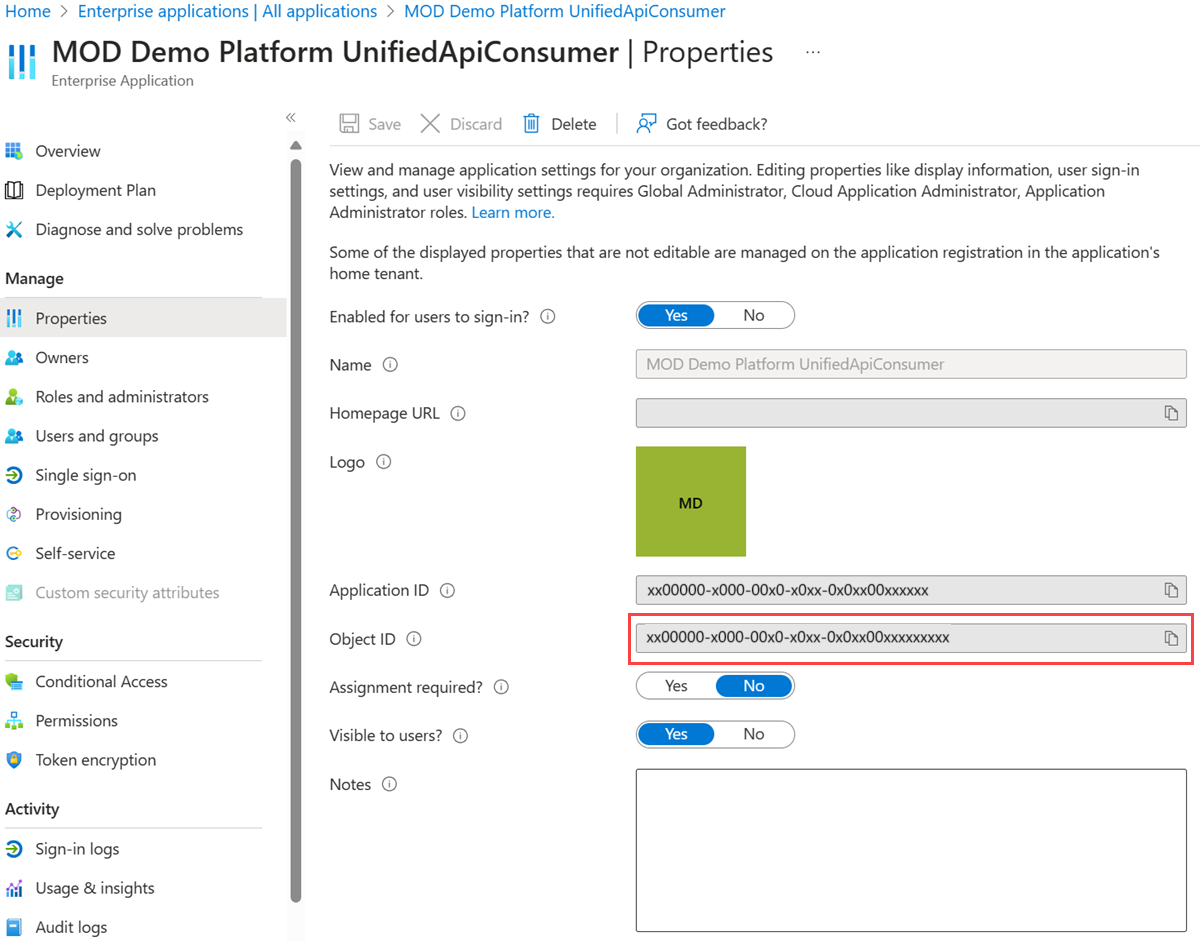 Home > Enterprise applications | All applications > MOD Demo Platform UnifiedApiConsumer
MOD Demo Platform UnifiedApiConsumer | Properties ...
Enterprise Application
«
Save Discard Delete Got feedback?
Overview
Deployment Plan
Diagnose and solve problems
Manage
Properties
Owners
Roles and administrators
Users and groups
Single sign-on
Provisioning
Self-service
Custom security attributes
Security
Conditional Access
Permissions
Token encryption
Activity
Sign-in logs
Usage & insights
Audit logs
View and manage application settings for your organization. Editing properties like display information, user sign-in
settings, and user visibility settings requires Global Administrator, Cloud Application Administrator, Application
Administrator roles. Learn more.
Some of the displayed properties that are not editable are managed on the application registration in the application's
home tenant.
Enabled for users to sign-in? Yes No
Name MOD Demo Platform UnifiedApiConsumer
Homepage URL
Logo MD
Application ID xx00000-x000-00x0-x0xx-0x0xx00xxxxxx
Object ID xx00000-x000-00x0-x0xx-0x0xx00xxxxxxxxx
Assignment required? Yes No
Visible to users? Yes No
Notes